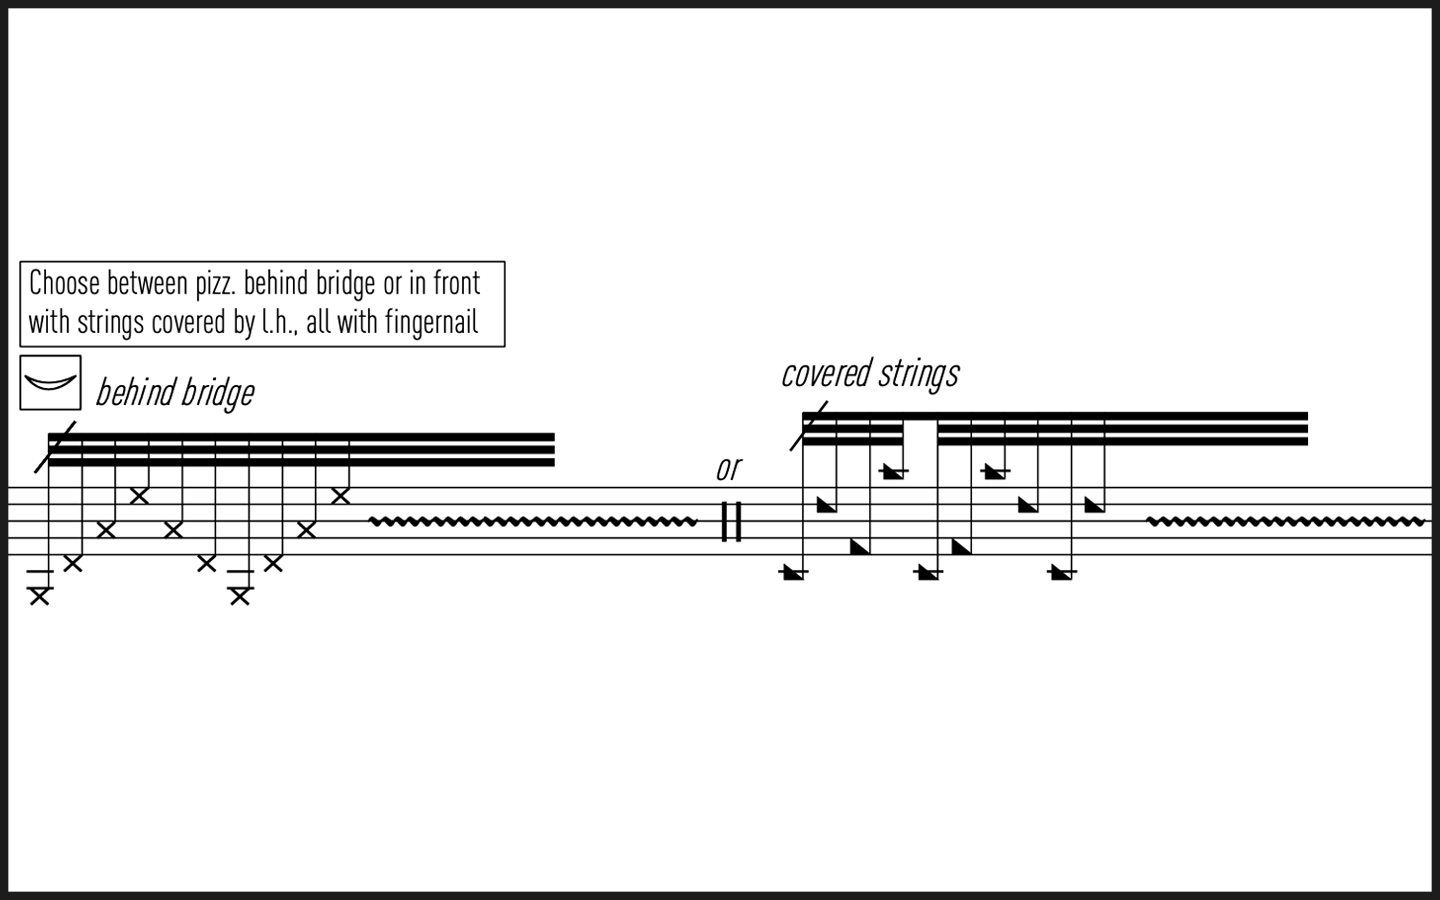 Choose between pizz. behind bridge or in front
with strings covered by l.h., all with fingernail
behind bridge
or
covered strings